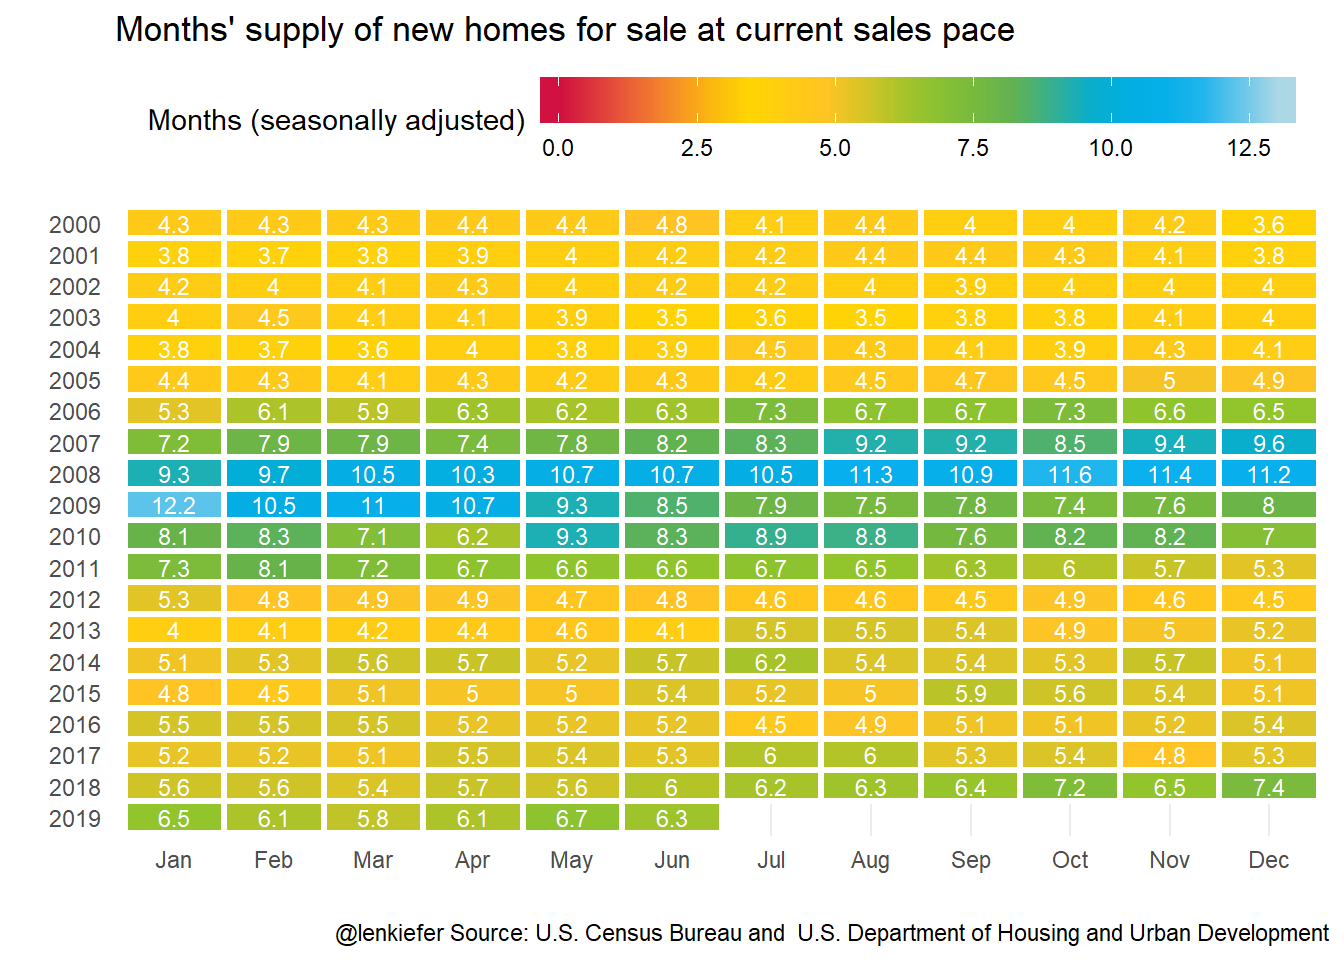 Months' supply of new homes for sale at current sales pace
Months (seasonally adjusted)
0.0 2.5 5.0 7.5 10.0 12.5
2000 4.3 4.3 4.3 4.4 4.4 4.8 4.1 4.4 4 4 4.2 3.6
2001 3.8 3.7 3.8 3.9 4 4.2 4.2 4.4 4.4 4.3 4.1 3.8
2002 4.2 4 4.1 4.3 4 4.2 4.2 4 3.9 4 4 4
2003 4 4.5 4.1 4.1 3.9 3.5 3.6 3.5 3.8 3.8 4.1 4
2004 3.8 3.7 3.6 4 3.8 3.9 4.5 4.3 4.1 3.9 4.3 4.1
2005 4.4 4.3 4.1 4.3 4.2 4.3 4.2 4.5 4.7 4.5 5 4.9
2006 5.3 6.1 5.9 6.3 6.2 6.3 7.3 6.7 6.7 7.3 6.6 6.5
2007 7.2 7.9 7.9 7.4 7.8 8.2 8.3 9.2 9.2 8.5 9.4 9.6
2008 9.3 9.7 10.5 10.3 10.7 10.7 10.5 11.3 10.9 11.6 11.4 11.2
2009 12.2 10.5 11 10.7 9.3 8.5 7.9 7.5 7.8 7.4 7.6 8
2010 8.1 8.3 7.1 6.2 9.3 8.3 8.9 8.8 7.6 8.2 8.2 7
2011 7.3 8.1 7.2 6.7 6.6 6.6 6.7 6.5 6.3 6 5.7 5.3
2012 5.3 4.8 4.9 4.9 4.7 4.8 4.6 4.6 4.5 4.9 4.6 4.5
2013 4 4.1 4.2 4.4 4.6 4.1 5.5 5.5 5.4 4.9 5 5.2
2014 5.1 5.3 5.6 5.7 5.2 5.7 6.2 5.4 5.4 5.3 5.7 5.1
2015 4.8 4.5 5.1 5 5 5.4 5.2 5 5.9 5.6 5.4 5.1
2016 5.5 5.5 5.5 5.2 5.2 5.2 4.5 4.9 5.1 5.1 5.2 5.4
2017 5.2 5.2 5.1 5.5 5.4 5.3 6 6 5.3 5.4 4.8 5.3
2018 5.6 5.6 5.4 5.7 5.6 6 6.2 6.3 6.4 7.2 6.5 7.4
2019 6.5 6.1 5.8 6.1 6.7 6.3
Jan Feb Mar Apr May Jun Jul Aug Sep Oct Nov Dec
@lenkiefer Source: U.S. Census Bureau and  U.S. Department of Housing and Urban Development